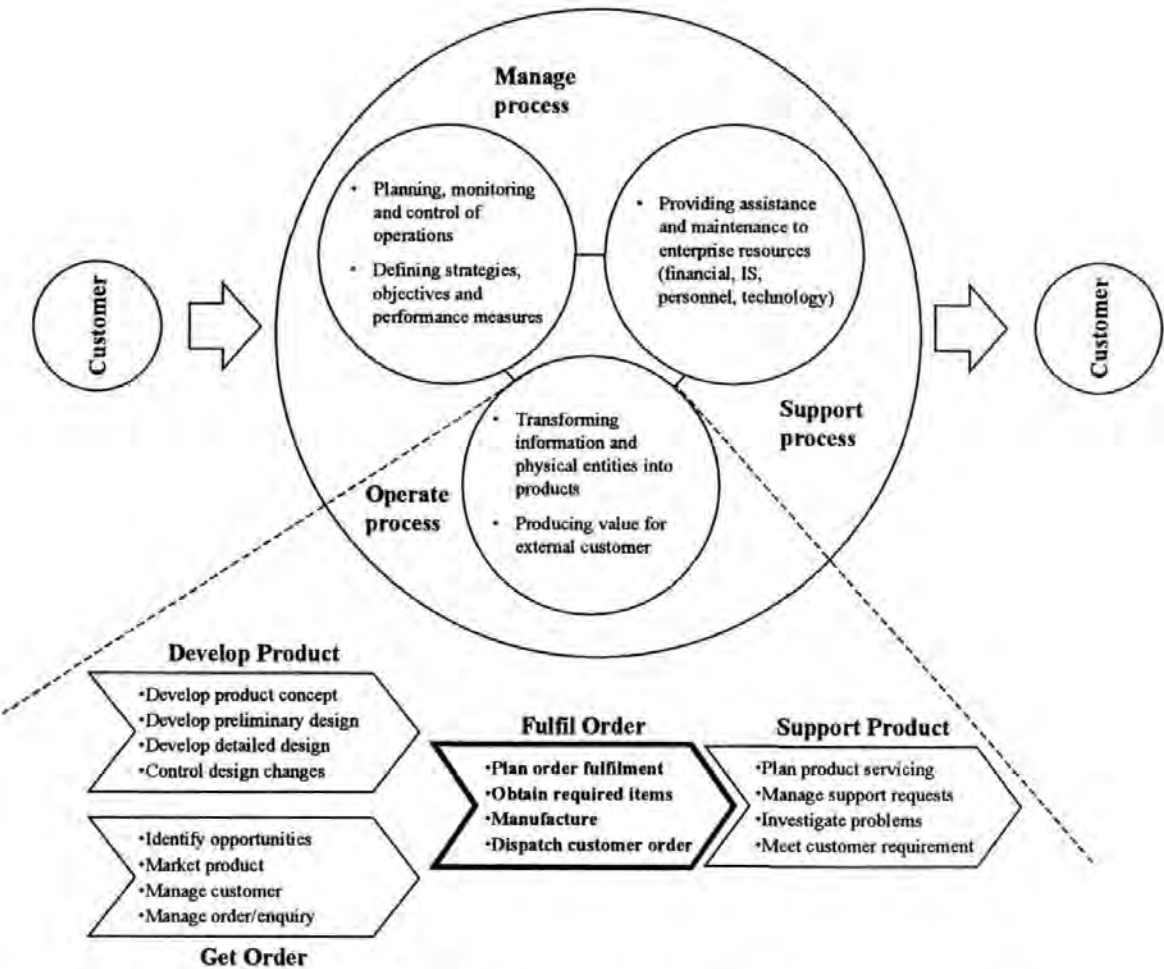 Manage
process
• Planning, monitoring
and control of
operations
• Defining strategies,
objectives and
performance measures
• Providing assistance
and maintenance to
enterprise resources
(financial, IS,
personnel, technology)
Customer
Customer
Support
process
• Transforming
information and
physical entities into
products
• Producing value for
external customer
Operate
process
Develop Product
•Develop product concept
•Develop preliminary design
•Develop detailed design
•Control design changes
Fulfil Order
•Plan order fulfilment
•Obtain required items
•Manufacture
•Dispatch customer order
Support Product
•Plan product servicing
•Manage support requests
•Investigate problems
•Meet customer requirement
•Identify opportunities
•Market product
•Manage customer
•Manage order/enquiry
Get Order